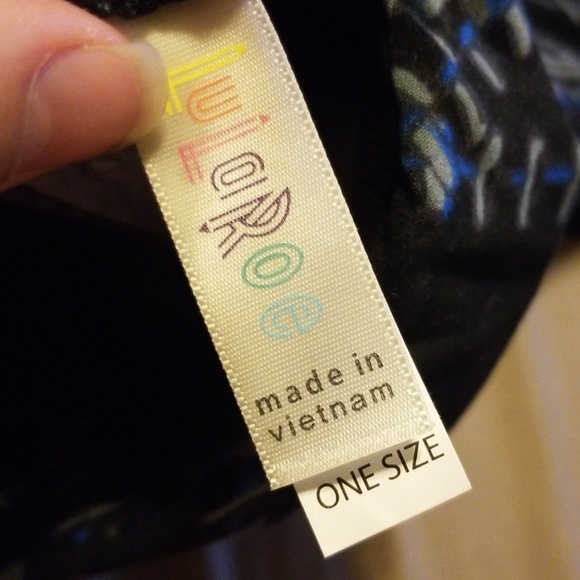 LuLaRoe
made in
vietnam
ONE SIZE